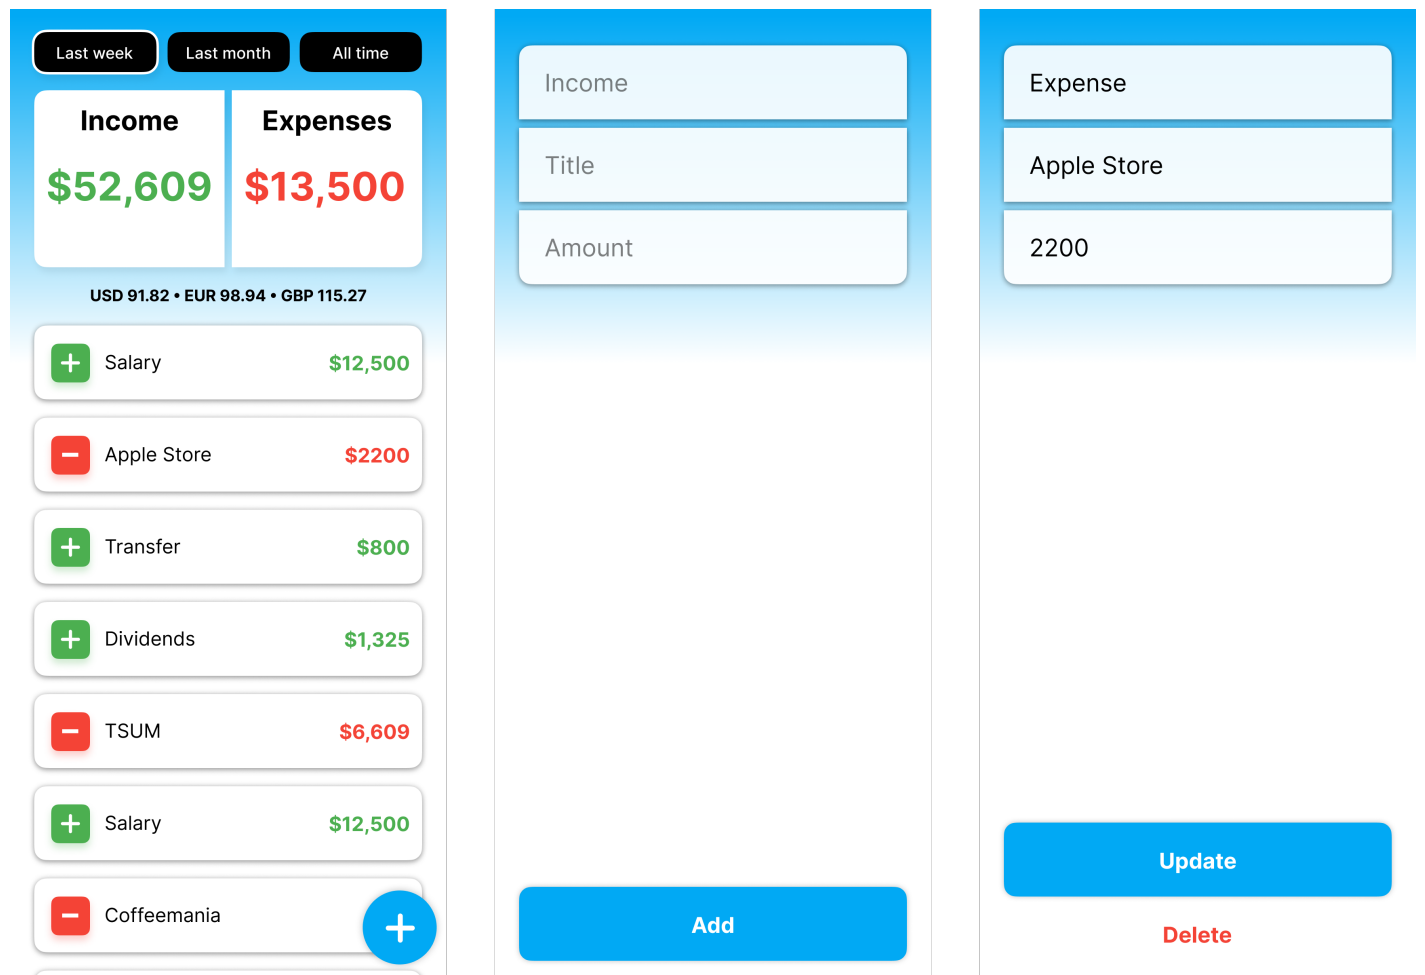 Last week Last month All time
Income Expenses
$52,609 $13,500
USD 91.82 • EUR 98.94 • GBP 115.27
Salary $12,500
Apple Store $2200
Transfer $800
Dividends $1,325
TSUM $6,609
Salary $12,500
Coffeemania
Income
Title
Amount
Add
Expense
Apple Store
2200
Update
Delete